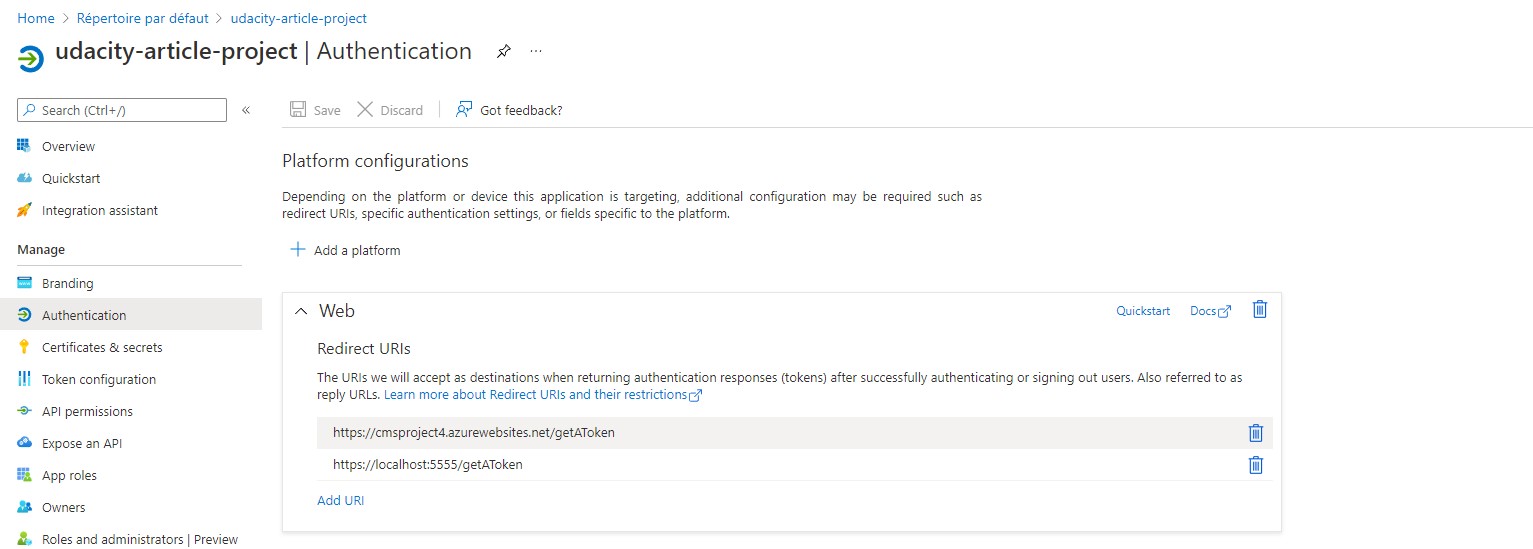 Home > Répertoire par défaut > udacity-article-project
udacity-article-project | Authentication
Search (Ctrl+/)
Save Discard Got feedback?
Overview
Quickstart
Integration assistant
Manage
Branding
Authentication
Certificates & secrets
Token configuration
API permissions
Expose an API
App roles
Owners
Roles and administrators | Preview
Platform configurations
Depending on the platform or device this application is targeting, additional configuration may be required such as
redirect URIs, specific authentication settings, or fields specific to the platform.
Add a platform
Web
Quickstart Docs
Redirect URIs
The URIs we will accept as destinations when returning authentication responses (tokens) after successfully authenticating or signing out users. Also referred to as
reply URLs. Learn more about Redirect URIs and their restrictions
https://cmsproject4.azurewebsites.net/getAToken
https://localhost:5555/getAToken
Add URI